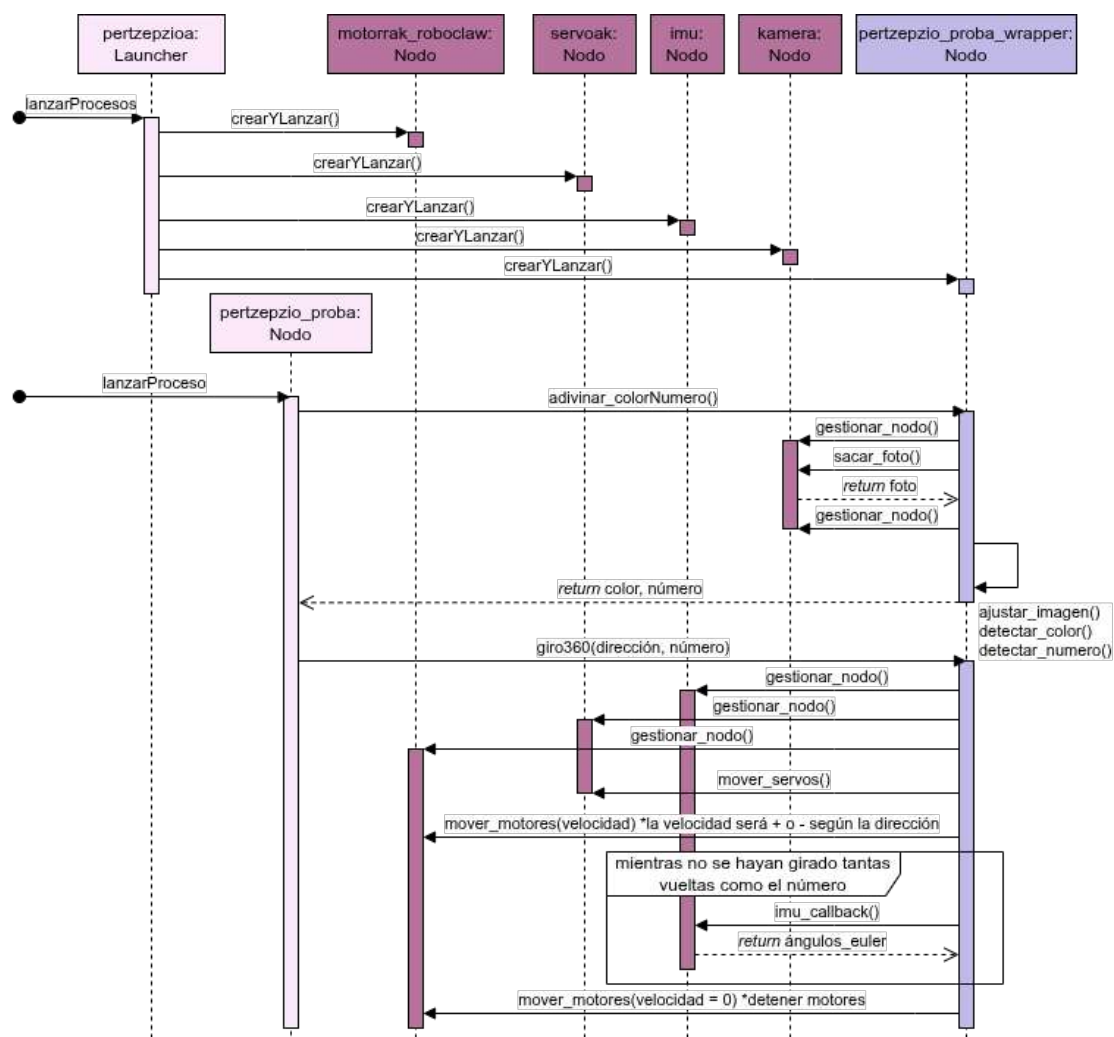 pertzepzioa:
Launcher
motorrak_roboclaw:
Nodo
servoak:
Nodo
imu:
Nodo
kamera:
Nodo
pertzepzio_proba_wrapper:
Nodo
lanzarProcesos
crearYLanzar()
crearYLanzar()
crearYLanzar()
crearYLanzar()
crearYLanzar()
pertzepzio_proba:
Nodo
lanzarProceso
adivinar_colorNumero()
gestionar_nodo()
sacar_foto()
return foto
gestionar_nodo()
return color, número
ajustar_imagen()
detectar_color()
detectar_numero()
giro360(dirección, número)
gestionar_nodo()
gestionar_nodo()
gestionar_nodo()
mover_servos()
mover_motores(velocidad) *la velocidad será + o - según la dirección
mientras no se hayan girado tantas
vueltas como el número
imu_callback()
return ángulos_euler
mover_motores(velocidad = 0) *detener motores